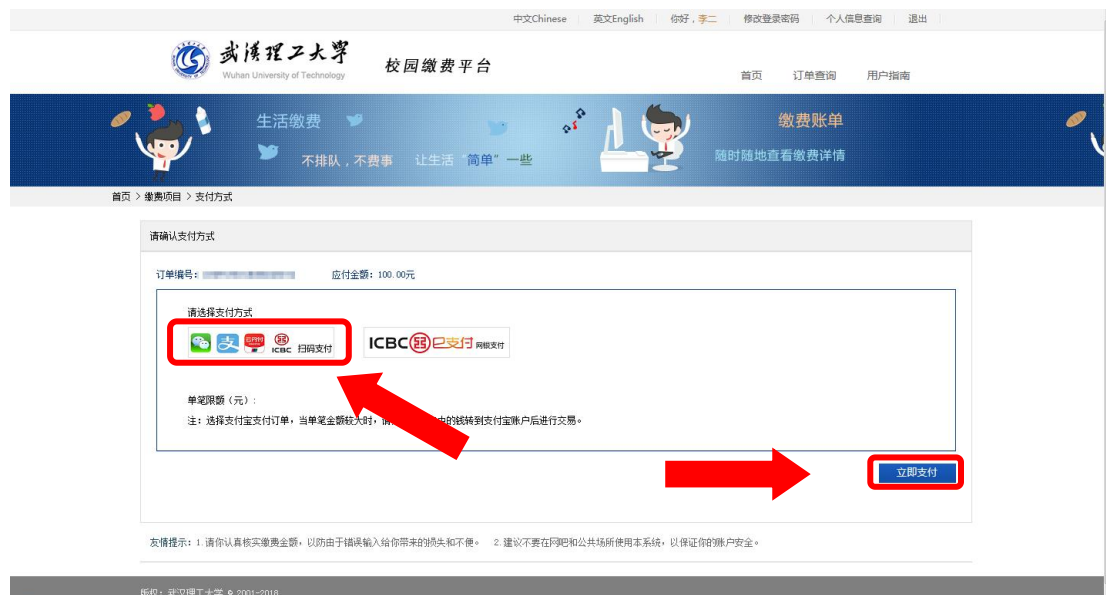 中文Chinese 英文English 你好，李二 修改登录密码 个人信息查询 退出
武汉理工大学
Wuhan University of Technology
校园缴费平台
首页 订单查询 用户指南
生活缴费
不排队，不费事 让生活“简单”一些
缴费账单
随时随地查看缴费详情
首页 > 缴费项目 > 支付方式
请确认支付方式
订单编号： 应付金额：100.00元
请选择支付方式
支 ICBC 扫码支付
ICBC e支付 网银支付
单笔限额（元）：
注：选择支付宝支付订单，当单笔金额较大时， 的钱转到支付宝账户后进行交易。
立即支付
友情提示：1.请你认真核实缴费金额，以防由于错误输入给你带来的损失和不便。 2.建议不要在网吧和公共场所使用本系统，以保证你的账户安全。
版权：武汉理工大学 © 2001-2018